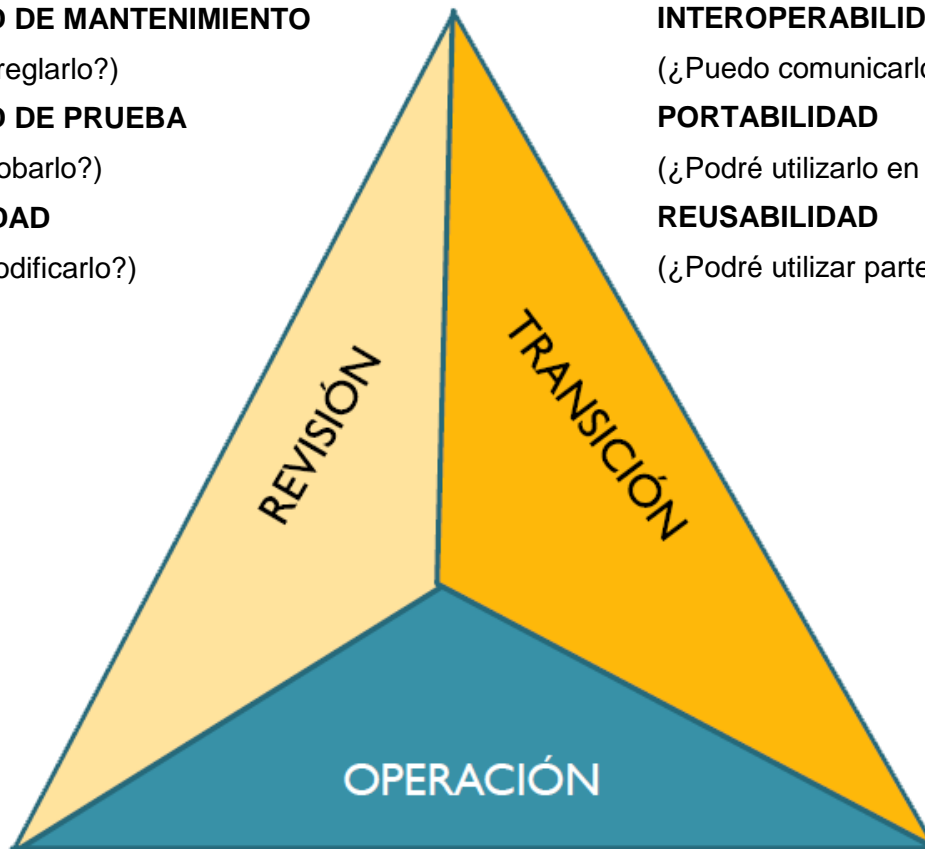 O DE MANTENIMIENTO
reglarlo?)
O DE PRUEBA
obarlo?)
DAD
odificarlo?)
INTEROPERABILID
(¿Puedo comunicarlo
PORTABILIDAD
(¿Podré utilizarlo en
REUSABILIDAD
(¿Podré utilizar parte
REVISIÓN
TRANSICIÓN
OPERACIÓN